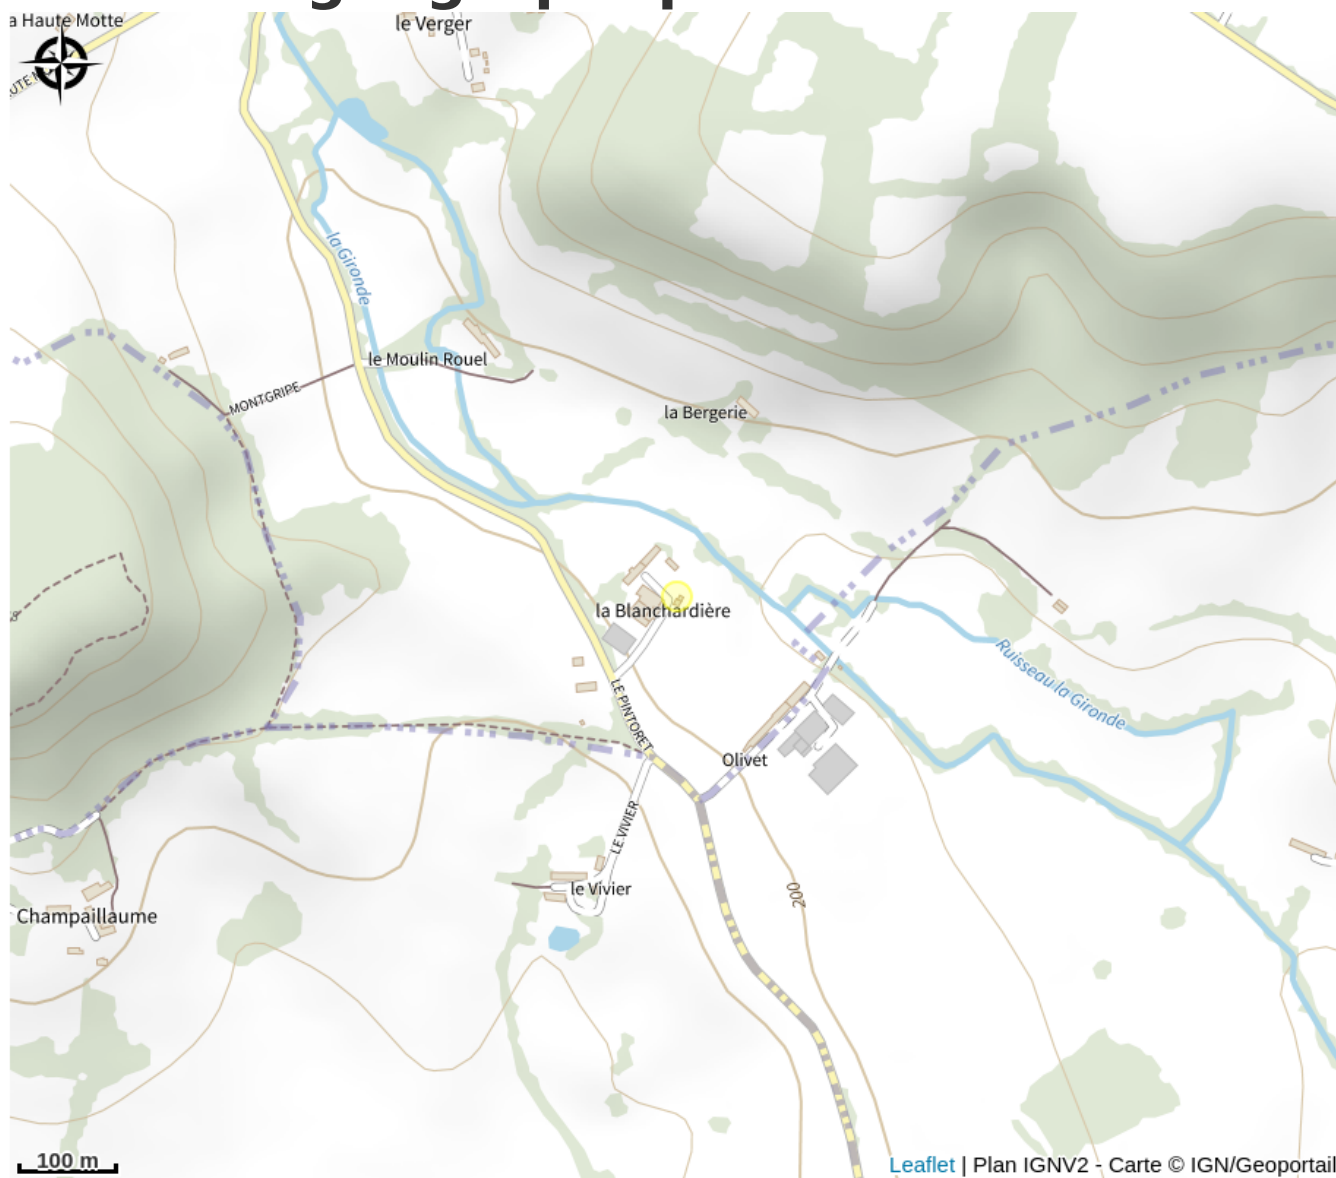 a Haute Motte
le Verger
la Gironde
le Moulin Rouel
MONTGRIPE
la Bergerie
la Blanchardière
Ruisseau la Gironde
LE PINTORET
Olivet
LE VIVIER
le Vivier
200
Champaillaume
100 m
Leaflet | Plan IGNV2 - Carte © IGN/Geoportail